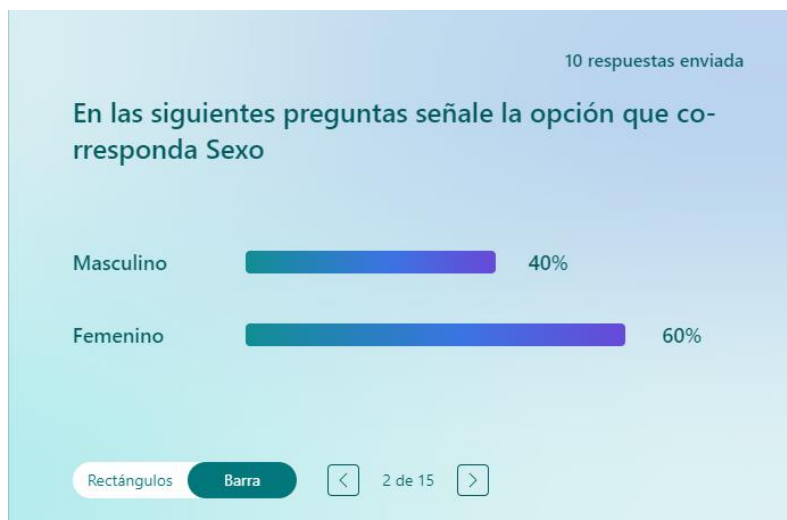 10 respuestas enviada
En las siguientes preguntas señale la opción que co-
rresponda Sexo
Masculino 40%
Femenino 60%
Rectángulos Barra 2 de 15